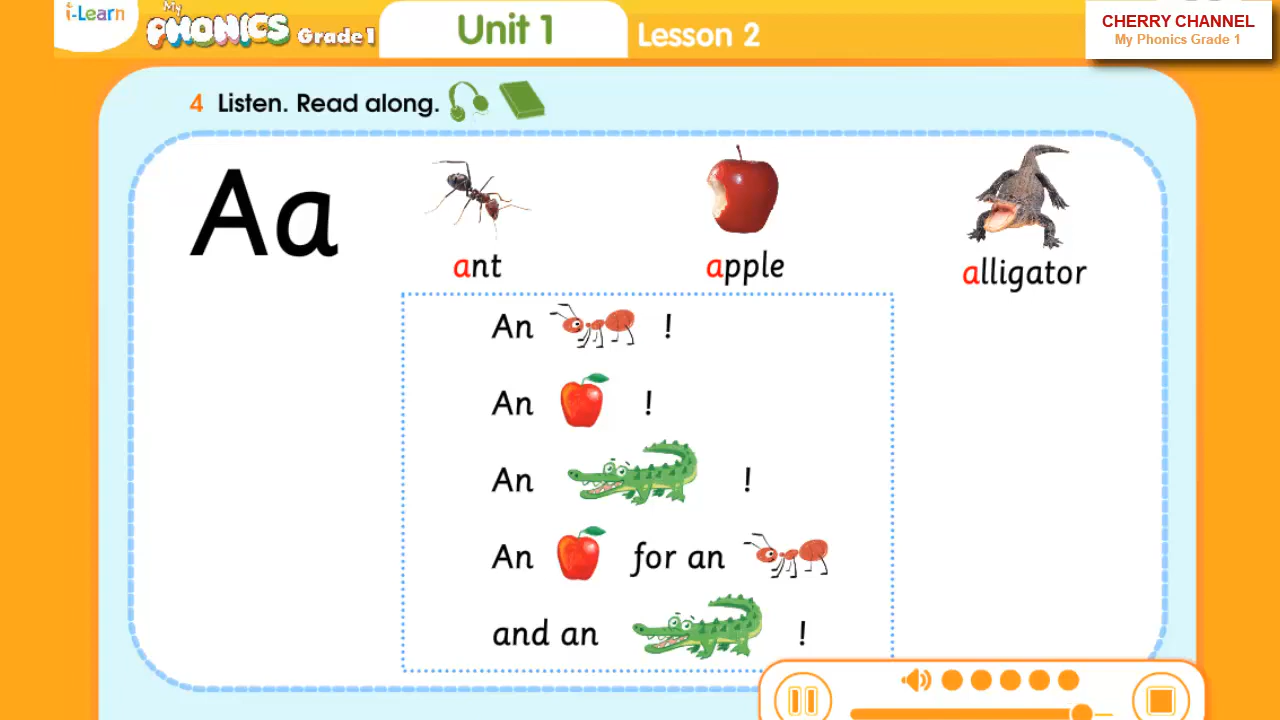 i-Learn
My
PHONICS Grade 1
Unit 1
Lesson 2
CHERRY CHANNEL
My Phonics Grade 1
4 Listen. Read along.
Aa
ant
apple
alligator
An !
An !
An !
An for an
and an !